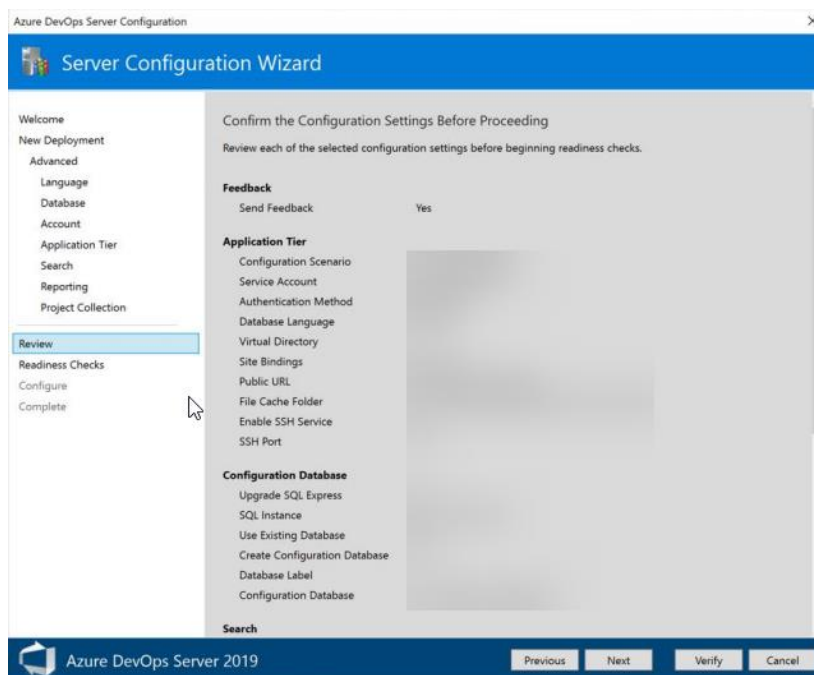 Azure DevOps Server Configuration
Server Configuration Wizard
Welcome
New Deployment
Advanced
Language
Database
Account
Application Tier
Search
Reporting
Project Collection
Review
Readiness Checks
Configure
Complete
Confirm the Configuration Settings Before Proceeding
Review each of the selected configuration settings before beginning readiness checks.
Feedback
Send Feedback Yes
Application Tier
Configuration Scenario
Service Account
Authentication Method
Database Language
Virtual Directory
Site Bindings
Public URL
File Cache Folder
Enable SSH Service
SSH Port
Configuration Database
Upgrade SQL Express
SQL Instance
Use Existing Database
Create Configuration Database
Database Label
Configuration Database
Search
Azure DevOps Server 2019
Previous Next Verify Cancel